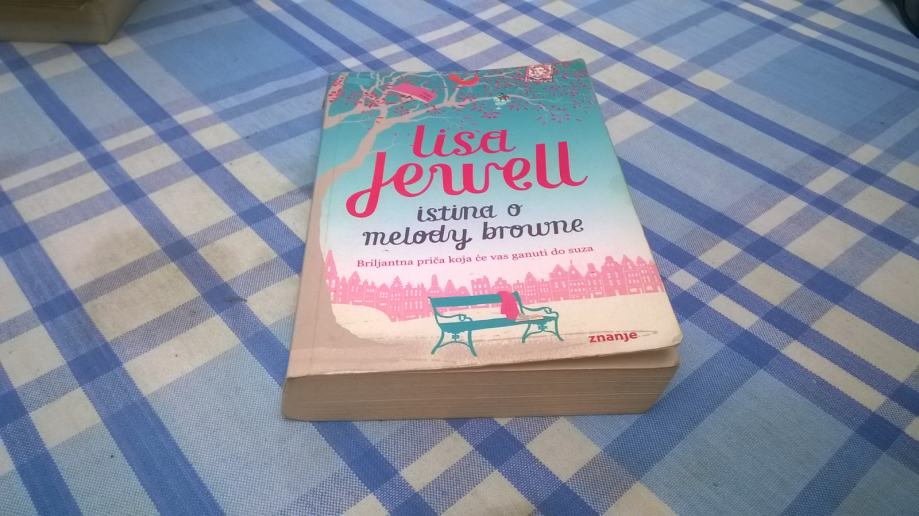 lisa
Jewell
istina o
melody browne
Briljantna priča koja će vas ganuti do suza
znanje